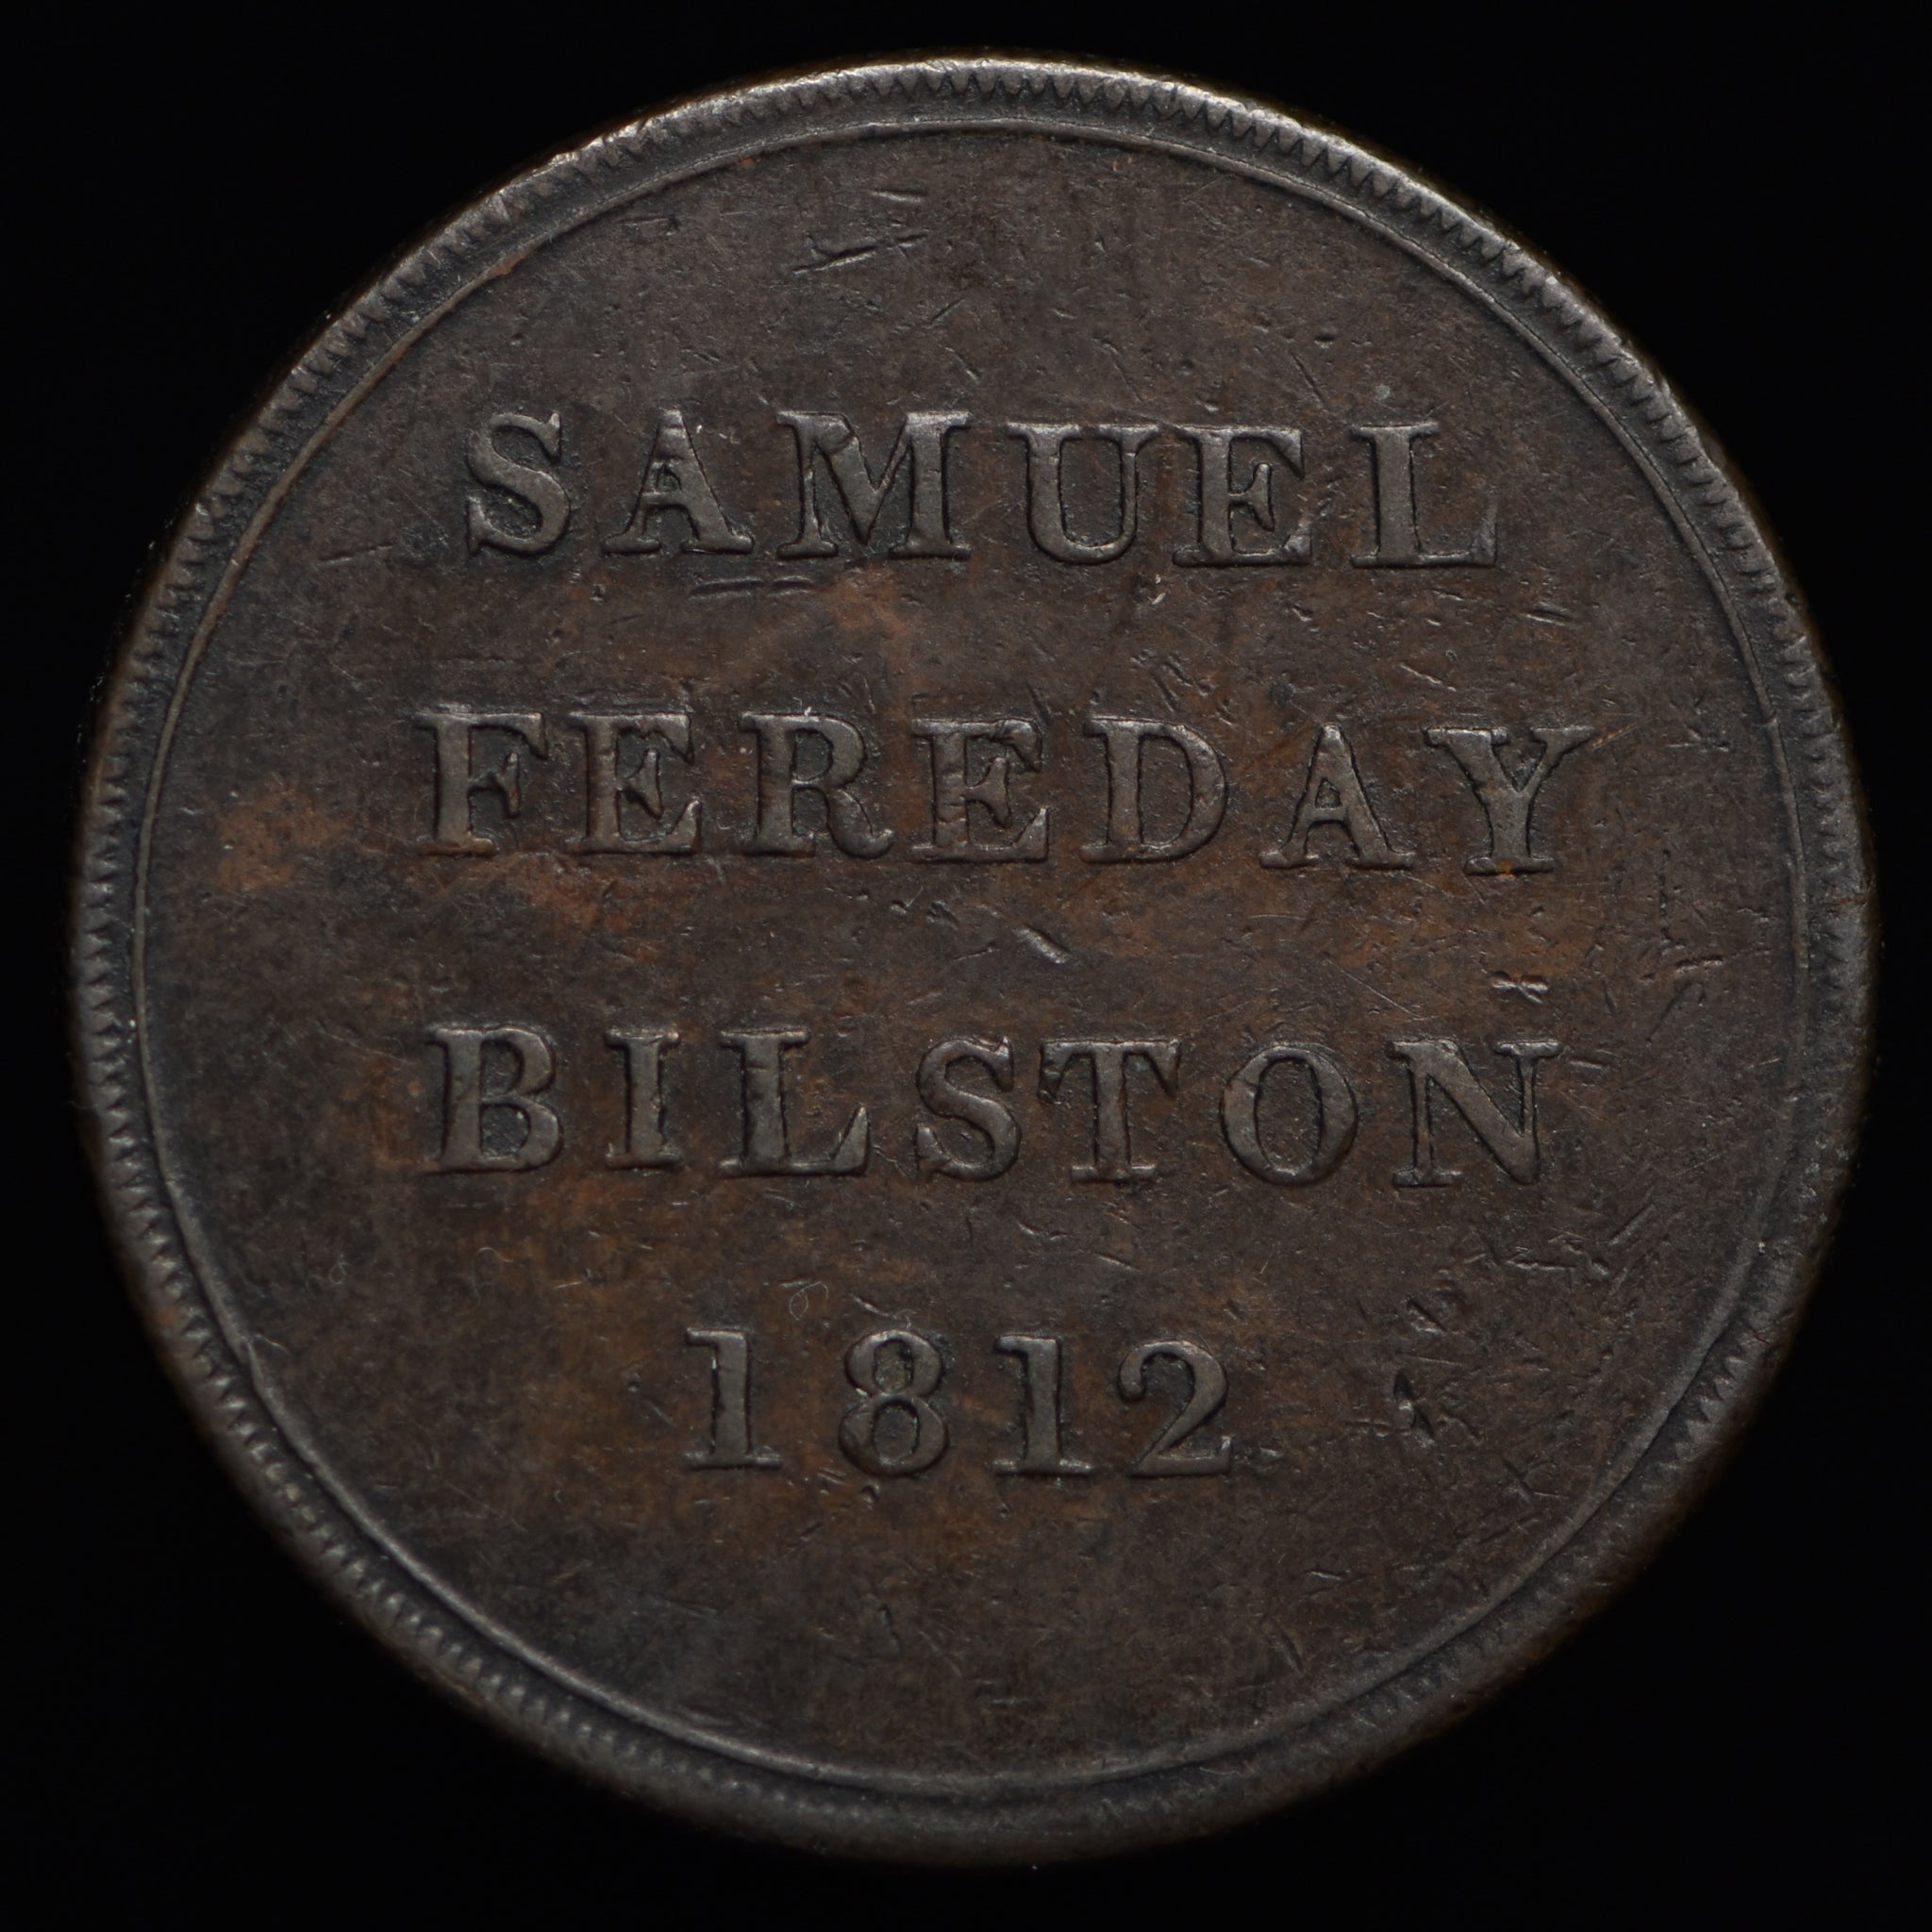 SAMUEL
FEREDAY
BILSTON
1812.